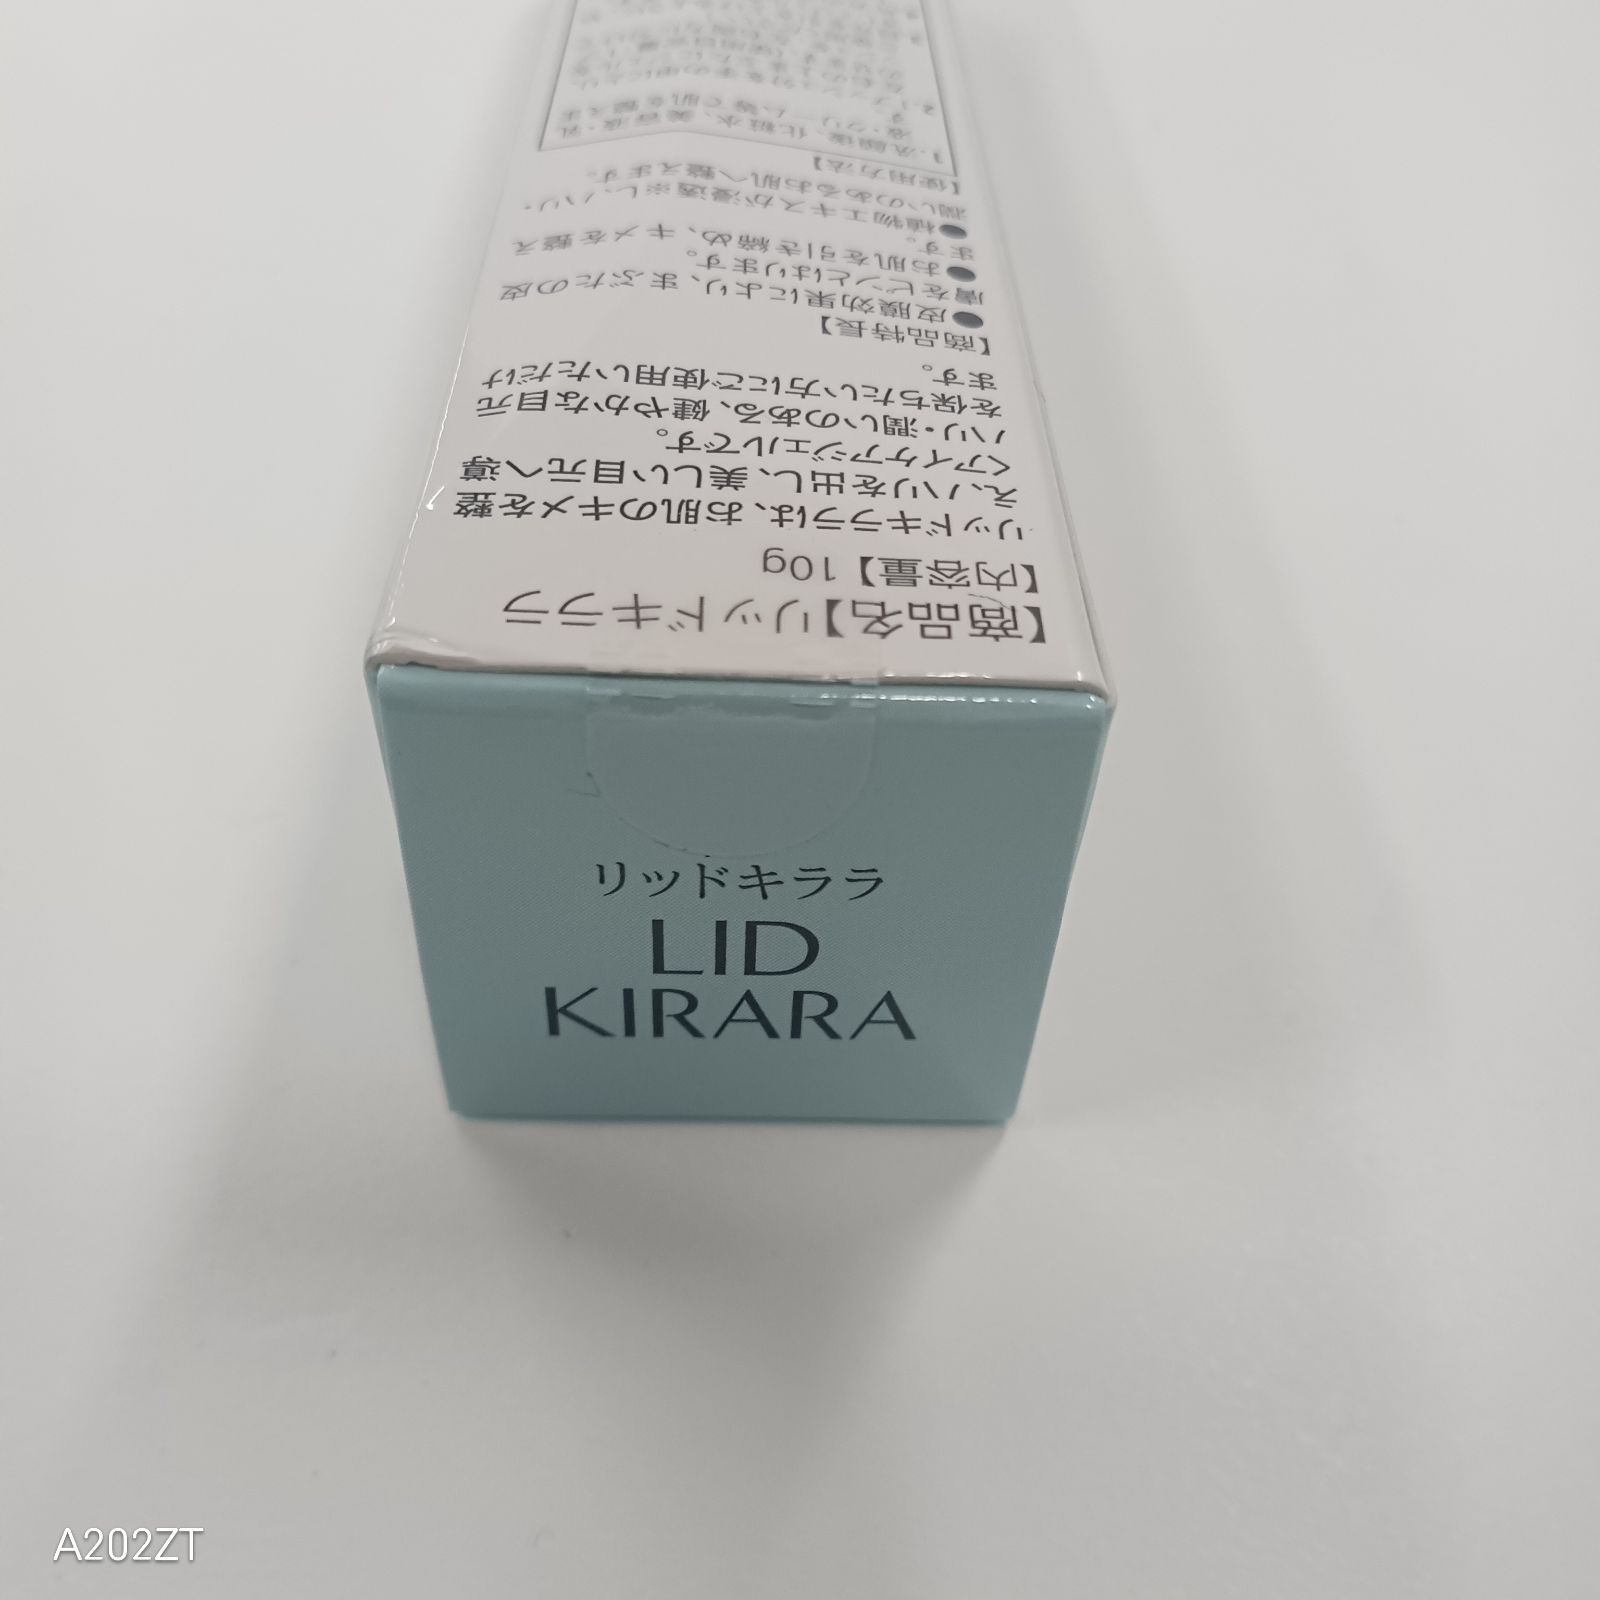 リッドキララ
LID
KIRARA
【商品名】リッドキララ
【内容量】10g
リッドキララは、お肌のキメを整
え、ハリを出し、美しい目元へ導
くアイケアジェルです。
ハリ・潤いのある、健やかな目元
を保ちたい方にご使用いただけ
ます。
【商品特長】
●皮膜効果により、まぶたの皮
膚をピンとはります。
●お肌を引き締め、キメを整え
ます。
●植物エキスが浸透※し、ハリ・
潤いのあるお肌へ整えます。
【使用方法】
1.洗顔後、化粧水、美容液・乳
液・クリーム等で肌を整えま
す。
A202ZT